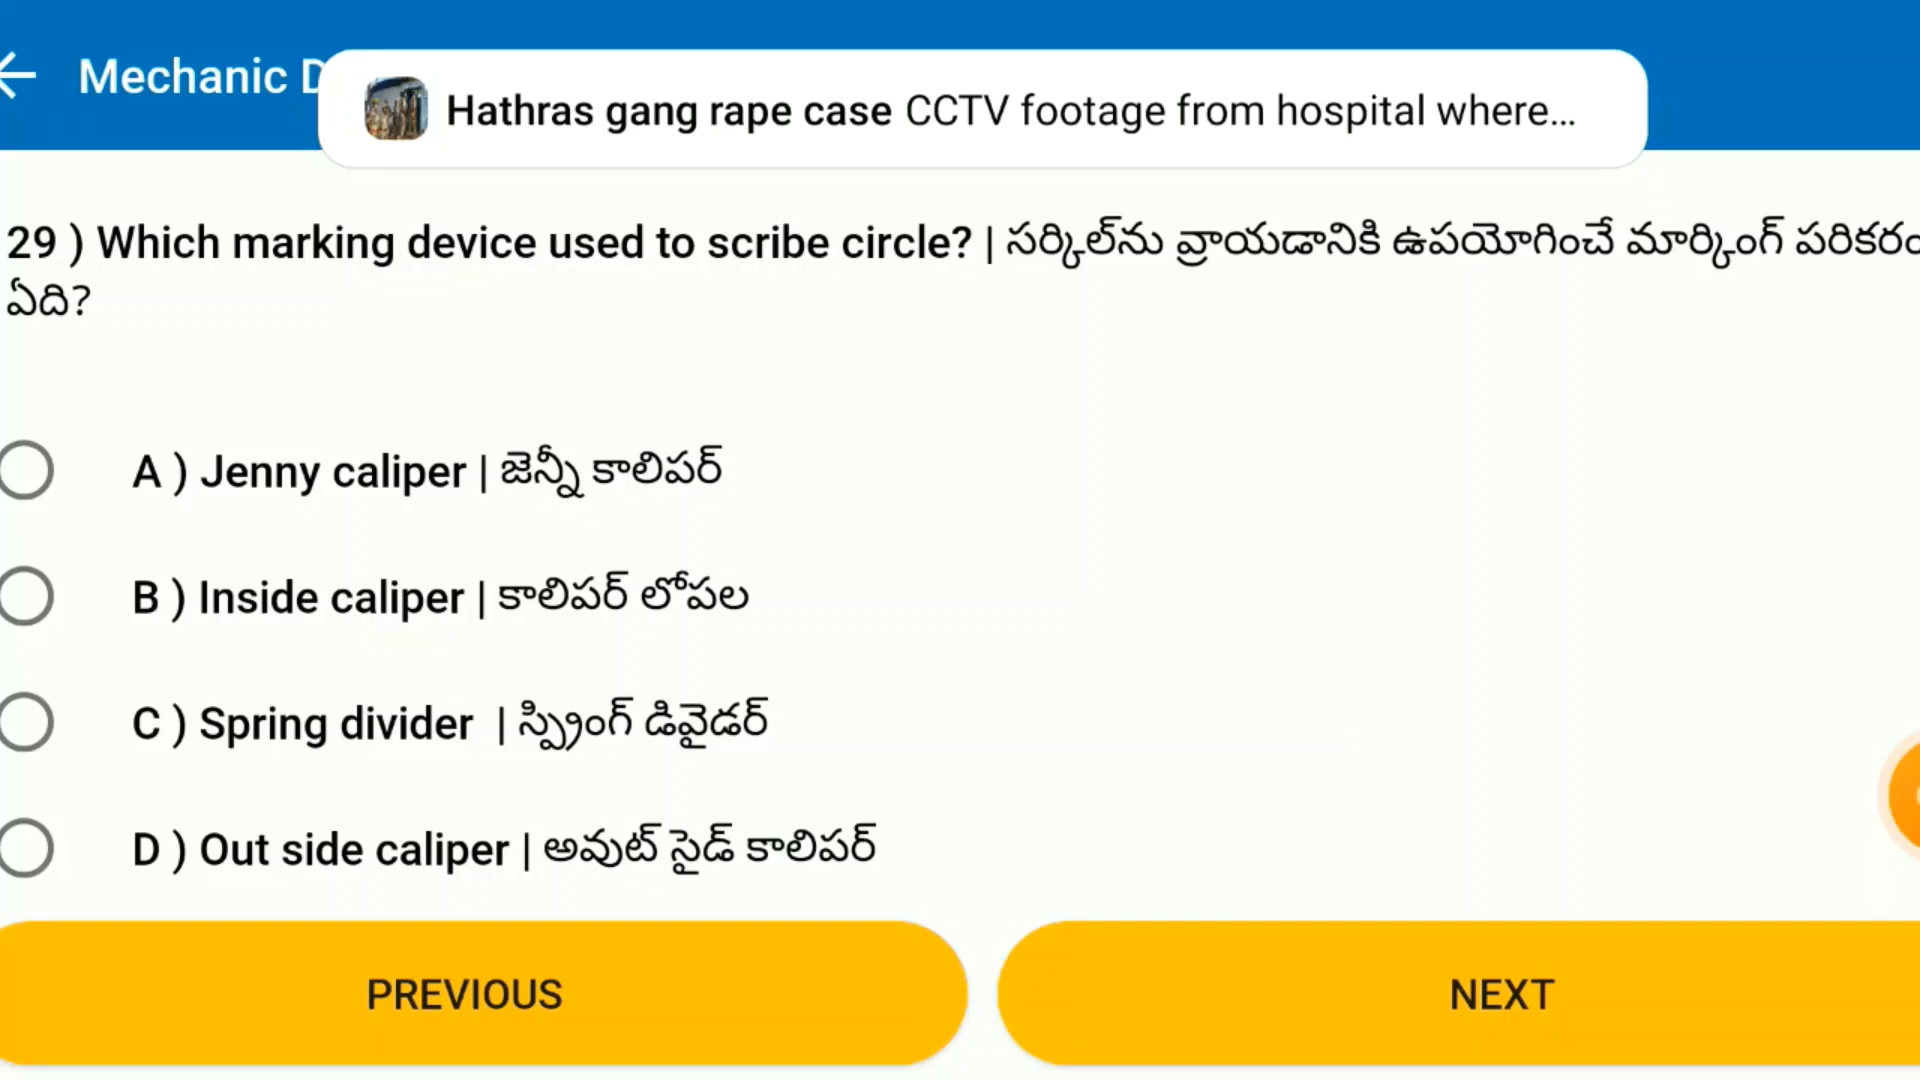 Mechanic
Hathras gang rape case CCTV footage from hospital where...
29 ) Which marking device used to scribe circle? | సర్కిల్‌ను వ్రాయడానికి ఉపయోగించే మార్కింగ్ పరికరం
ఏది?
A ) Jenny caliper | జెన్నీ కాలిపర్
B ) Inside caliper | కాలిపర్ లోపల
C ) Spring divider | స్ప్రింగ్ డివైడర్
D ) Out side caliper | అవుట్ సైడ్ కాలిపర్
PREVIOUS
NEXT